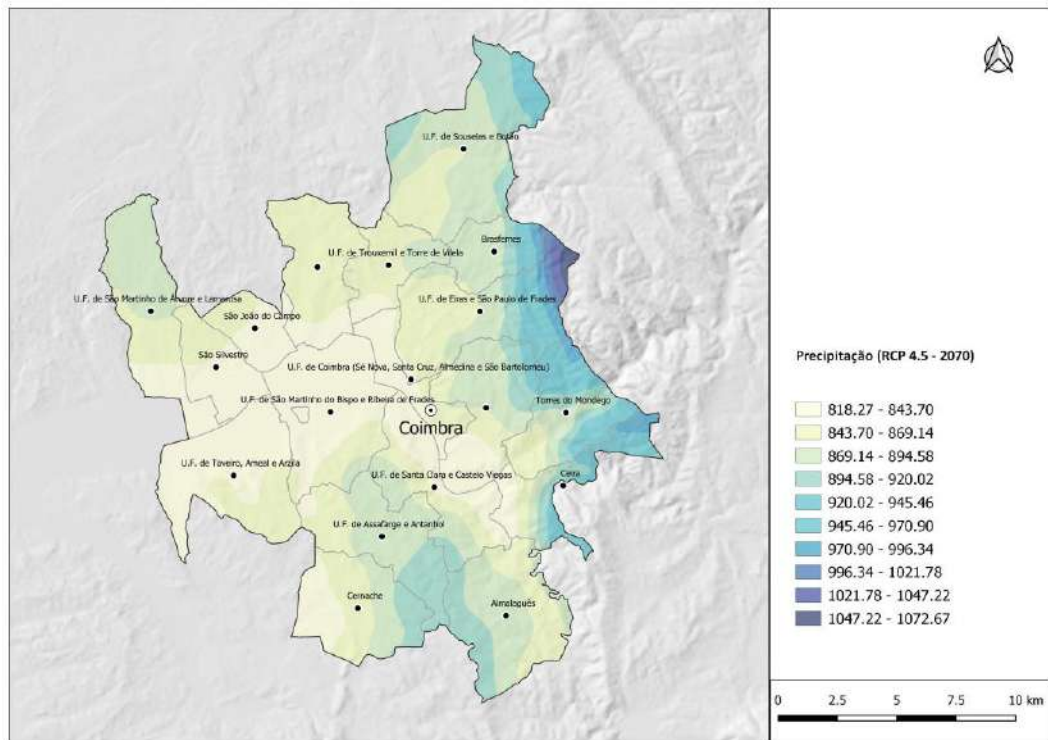 U.F. de Souselas e Botão
Brasfemes
U.F. de Trouxemil e Torre de Vilela
U.F. de São Martinho de Árvore e Lamarosa
U.F. de Eiras e São Paulo de Frades
São João do Campo
São Silvestre
U.F. de Coimbra (Sé Nova, Santa Cruz, Almedina e São Bartolomeu)
U.F. de São Martinho do Bispo e Ribeira de Frades
Torres do Mondego
Coimbra
U.F. de Taveiro, Ameal e Arzila
U.F. de Santa Clara e Castelo Viegas
Ceira
U.F. de Assafarge e Antanhol
Cernache
Almalaguês
Precipitação (RCP 4.5 - 2070)
818.27 - 843.70
843.70 - 869.14
869.14 - 894.58
894.58 - 920.02
920.02 - 945.46
945.46 - 970.90
970.90 - 996.34
996.34 - 1021.78
1021.78 - 1047.22
1047.22 - 1072.67
0 2.5 5 7.5 10 km